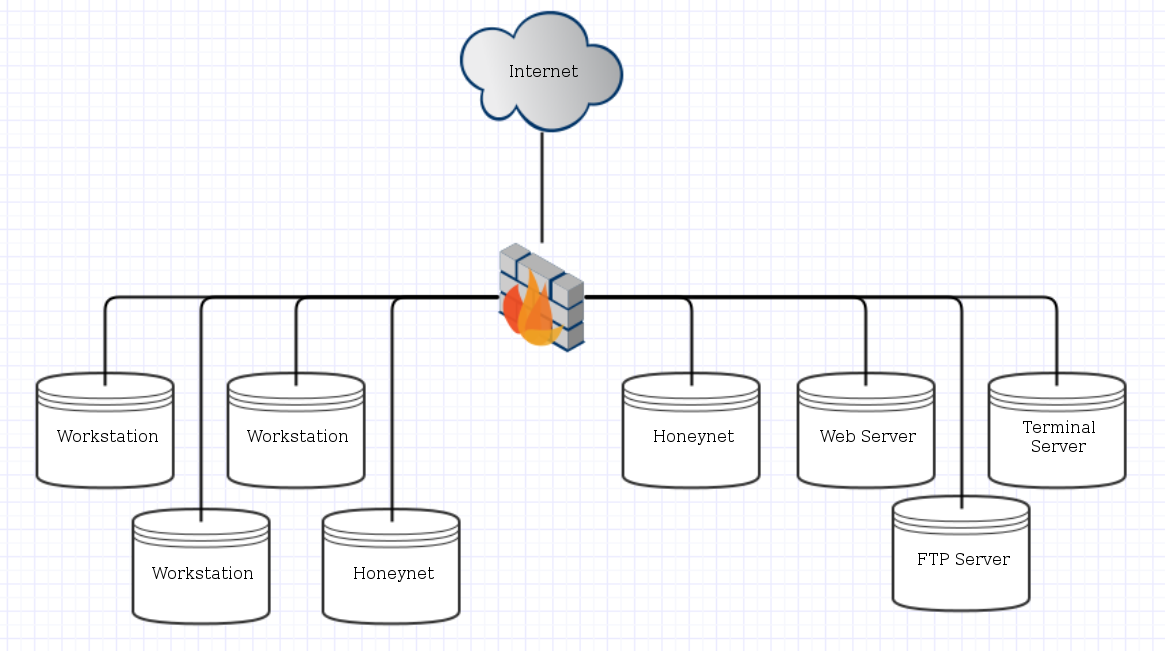 Internet
Workstation
Workstation
Honeynet
Web Server
Terminal
Server
Workstation
Honeynet
FTP Server